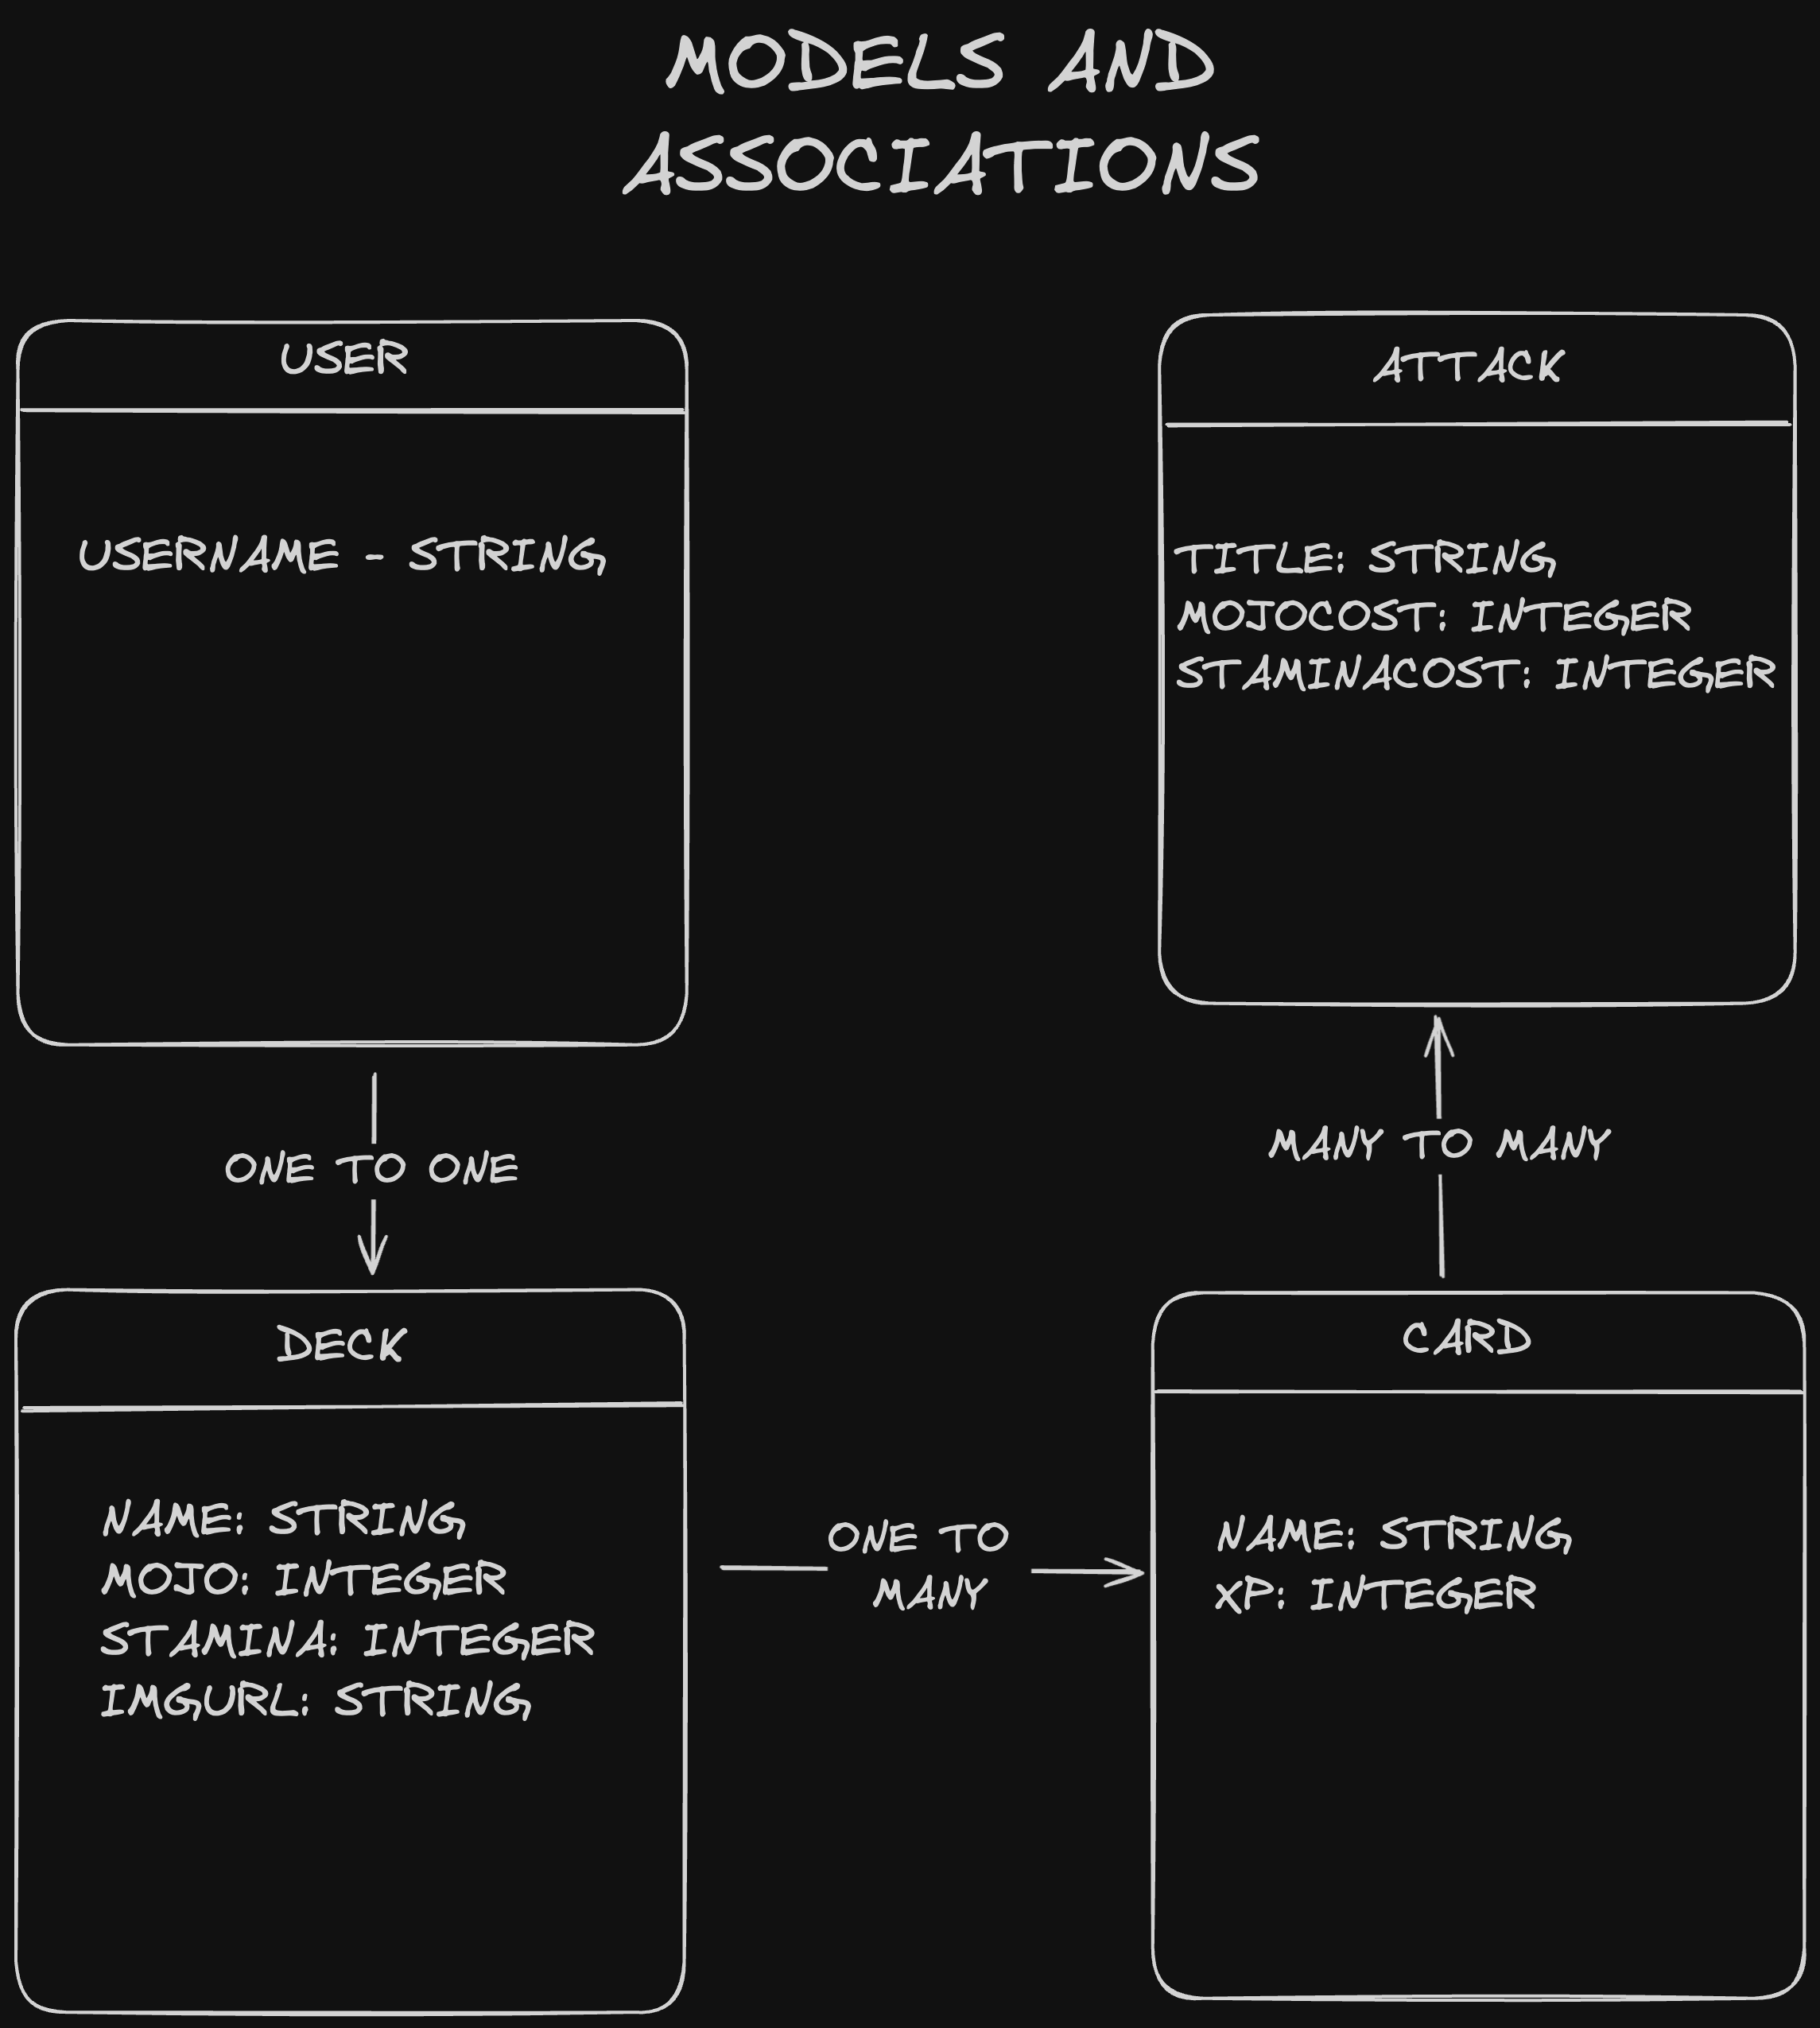 MODELS AND
ASSOCIATIONS
USER
USERNAME - STRING,
ATTACK
TITLE: STRING,
MOJOCOST: INTEGER
STAMINACOST: INTEGER
ONE TO ONE
MANY TO MANY
DECK
NAME: STRING,
MOJO: INTEGER
STAMINA: INTEGER
IMGURL: STRING,
ONE TO
MANY
CARD
NAME: STRING,
XP: INTEGER